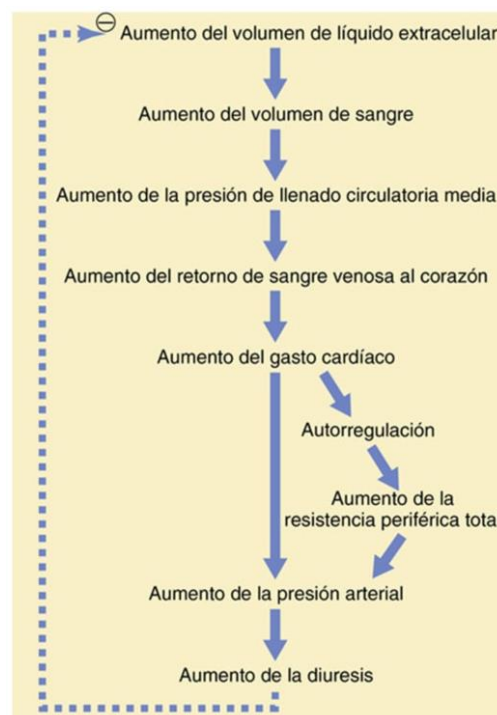 Aumento del volumen de líquido extracelular
Aumento del volumen de sangre
Aumento de la presión de llenado circulatoria media
Aumento del retorno de sangre venosa al corazón
Aumento del gasto cardíaco
Autorregulación
Aumento de la
resistencia periférica tota
Aumento de la presión arterial
Aumento de la diuresis